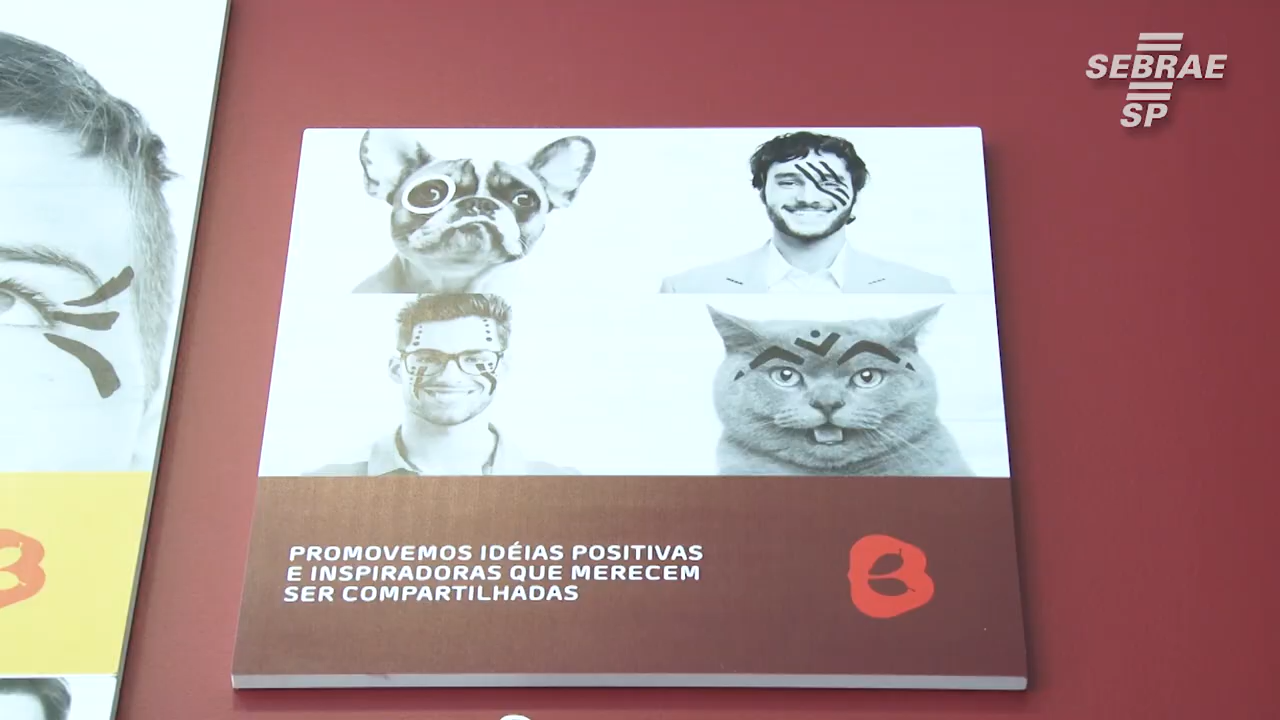 SEBRAE
SP
PROMOVEMOS IDÉIAS POSITIVAS
E INSPIRADORAS QUE MERECEM
SER COMPARTILHADAS